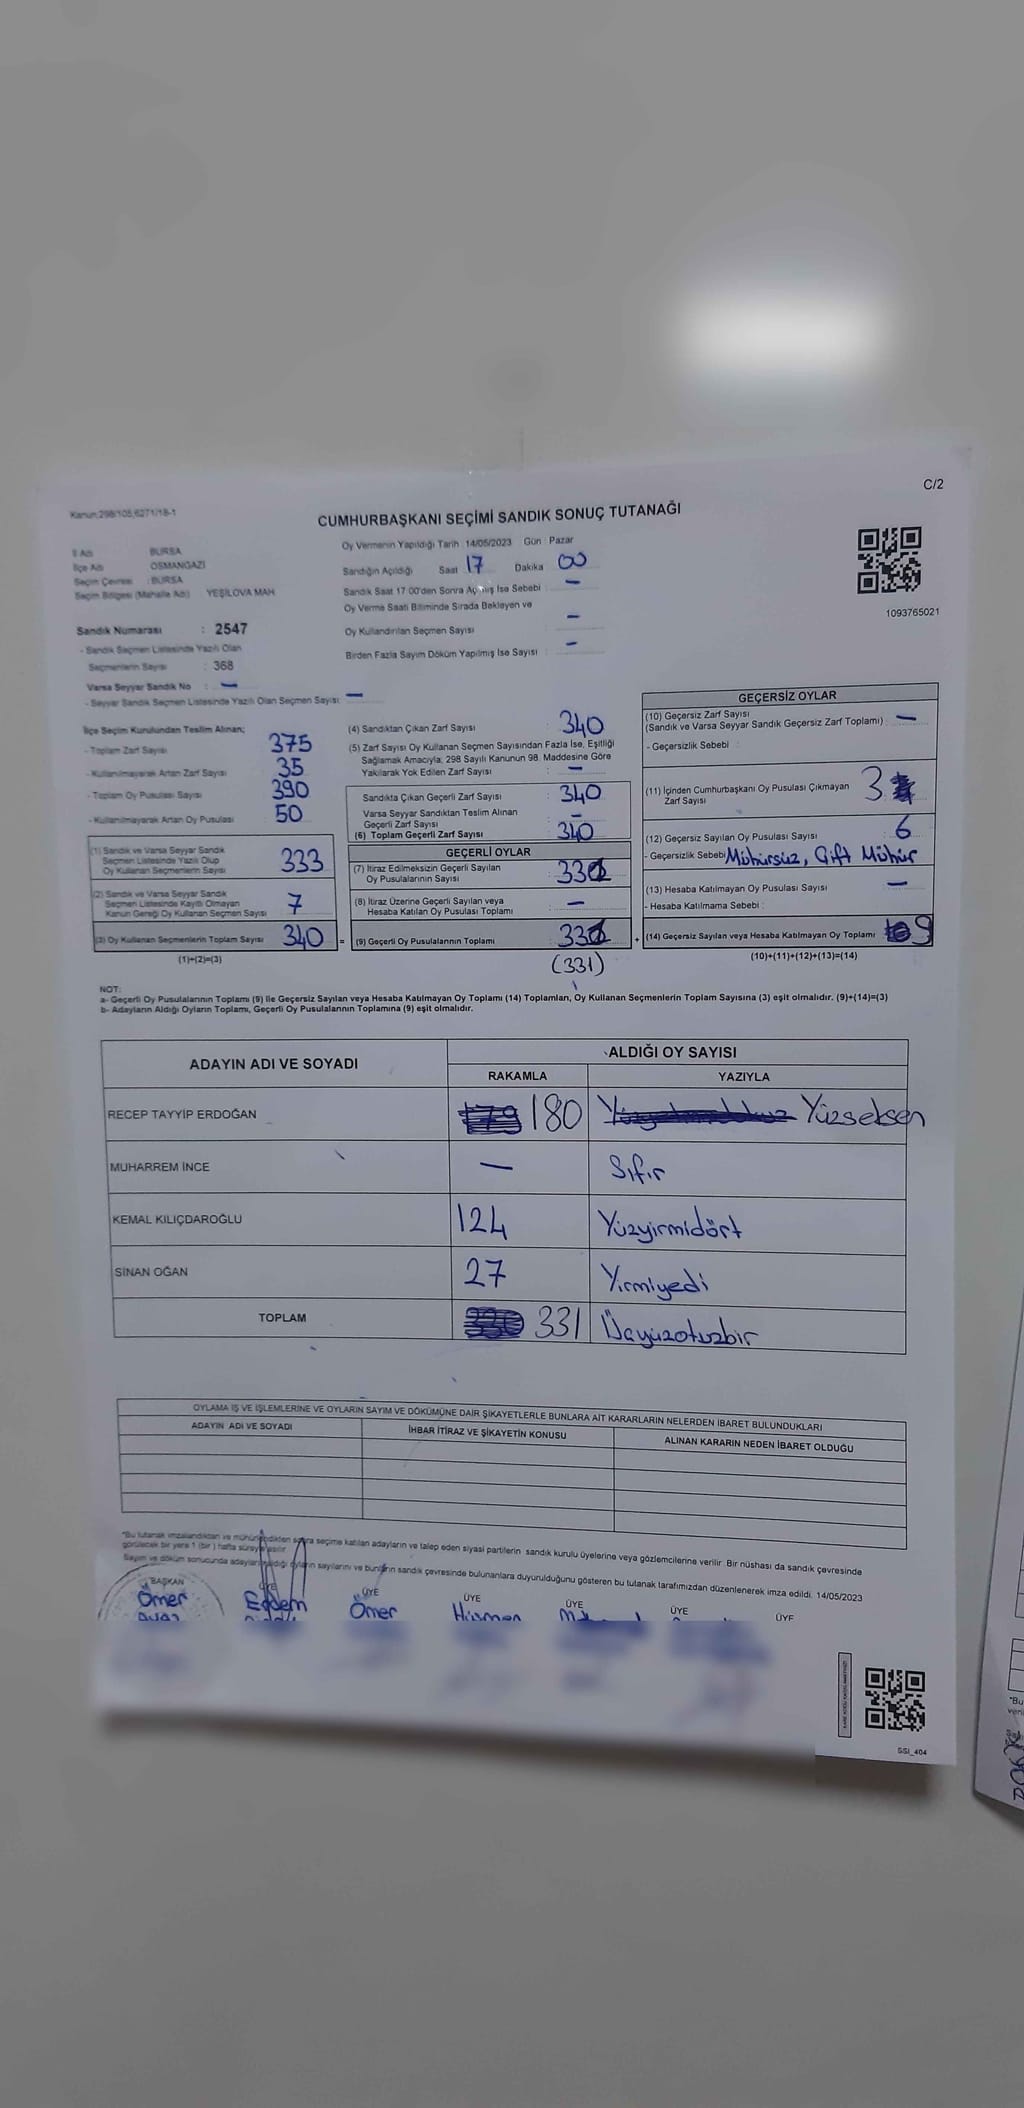 C/2
Kanun:298/105,6271/18-1
CUMHURBAŞKANI SEÇİMİ SANDIK SONUÇ TUTANAĞI
İl Adı BURSA
İlçe Adı OSMANGAZİ
Seçim Çevresi : BURSA
Seçim Bölgesi (Mahalle Adı) YEŞİLOVA MAH
Oy Vermenin Yapıldığı Tarih 14/05/2023 Gün : Pazar
Sandığın Açıldığı Saat 17 Dakika 00
Sandık Saat 17 00'den Sonra Açılmış İse Sebebi : —
Oy Verme Saati Bitiminde Sırada Bekleyen ve
Oy Kullandırılan Seçmen Sayısı —
Birden Fazla Sayım Döküm Yapılmış İse Sayısı : —
1093765021
Sandık Numarası : 2547
- Sandık Seçmen Listesinde Yazılı Olan
Seçmenlerin Sayısı : 368
Varsa Seyyar Sandık No : —
- Seyyar Sandık Seçmen Listesinde Yazılı Olan Seçmen Sayısı —
İlçe Seçim Kurulundan Teslim Alınan;
- Toplam Zarf Sayısı 375
- Kullanılmayarak Artan Zarf Sayısı 35
- Toplam Oy Pusulası Sayısı 390
- Kullanılmayarak Artan Oy Pusulası 50
(1) Sandık ve Varsa Seyyar Sandık
Seçmen Listesinde Yazılı Olup
Oy Kullanan Seçmenlerin Sayısı 333
(2) Sandık ve Varsa Seyyar Sandık
Seçmen Listesinde Kayıtlı Olmayan
Kanun Gereği Oy Kullanan Seçmen Sayısı 7
(3) Oy Kullanan Seçmenlerin Toplam Sayısı 340 =
(1)+(2)=(3)
(4) Sandıktan Çıkan Zarf Sayısı : 340
(5) Zarf Sayısı Oy Kullanan Seçmen Sayısından Fazla İse, Eşitliği
Sağlamak Amacıyla; 298 Sayılı Kanunun 98. Maddesine Göre
Yakılarak Yok Edilen Zarf Sayısı : —
Sandıkta Çıkan Geçerli Zarf Sayısı : 340
Varsa Seyyar Sandıktan Teslim Alınan
Geçerli Zarf Sayısı : —
(6) Toplam Geçerli Zarf Sayısı 340
GEÇERLİ OYLAR
(7) İtiraz Edilmeksizin Geçerli Sayılan
Oy Pusulalarının Sayısı : 331
(8) İtiraz Üzerine Geçerli Sayılan veya
Hesaba Katılan Oy Pusulası Toplamı : —
(9) Geçerli Oy Pusulalarının Toplamı 331 +
(331)
GEÇERSİZ OYLAR
(10) Geçersiz Zarf Sayısı
(Sandık ve Varsa Seyyar Sandık Geçersiz Zarf Toplamı) : —
- Geçersizlik Sebebi :
(11) İçinden Cumhurbaşkanı Oy Pusulası Çıkmayan
Zarf Sayısı : 3
(12) Geçersiz Sayılan Oy Pusulası Sayısı : 6
- Geçersizlik Sebebi Mühürsüz, Çift Mühür
(13) Hesaba Katılmayan Oy Pusulası Sayısı : —
- Hesaba Katılmama Sebebi :
(14) Geçersiz Sayılan veya Hesaba Katılmayan Oy Toplamı : 9
(10)+(11)+(12)+(13)=(14)
NOT:
a- Geçerli Oy Pusulalarının Toplamı (9) ile Geçersiz Sayılan veya Hesaba Katılmayan Oy Toplamı (14) Toplamları, Oy Kullanan Seçmenlerin Toplam Sayısına (3) eşit olmalıdır. (9)+(14)=(3)
b- Adayların Aldığı Oyların Toplamı, Geçerli Oy Pusulalarının Toplamına (9) eşit olmalıdır.
ADAYIN ADI VE SOYADI ALDIĞI OY SAYISI
RAKAMLA YAZIYLA
RECEP TAYYİP ERDOĞAN 179 180 Yüzseksen
MUHARREM İNCE — Sıfır
KEMAL KILIÇDAROĞLU 124 Yüzyirmidört
SİNAN OĞAN 27 Yirmiyedi
TOPLAM 330 331 Üçyüzotuzbir
OYLAMA İŞ VE İŞLEMLERİNE VE OYLARIN SAYIM VE DÖKÜMÜNE DAİR ŞİKAYETLERLE BUNLARA AİT KARARLARIN NELERDEN İBARET BULUNDUKLARI
ADAYIN ADI VE SOYADI İHBAR İTİRAZ VE ŞİKAYETİN KONUSU ALINAN KARARIN NEDEN İBARET OLDUĞU
*Bu tutanak imzalandıktan ve mühürlendikten sonra seçime katılan adayların ve talep eden siyasi partilerin sandık kurulu üyelerine veya gözlemcilerine verilir. Bir nüshası da sandık çevresinde
görülecek bir yere 1 (bir) hafta süreyle asılır.
Sayım ve döküm sonucunda adayların aldığı oyların sayılarını ve bunların sandık çevresinde bulunanlara duyurulduğunu gösteren bu tutanak tarafımızdan düzenlenerek imza edildi. 14/05/2023
BAŞKAN ÜYE ÜYE ÜYE ÜYE ÜYE ÜYE
Ömer Erdem Ömer
SSI_404